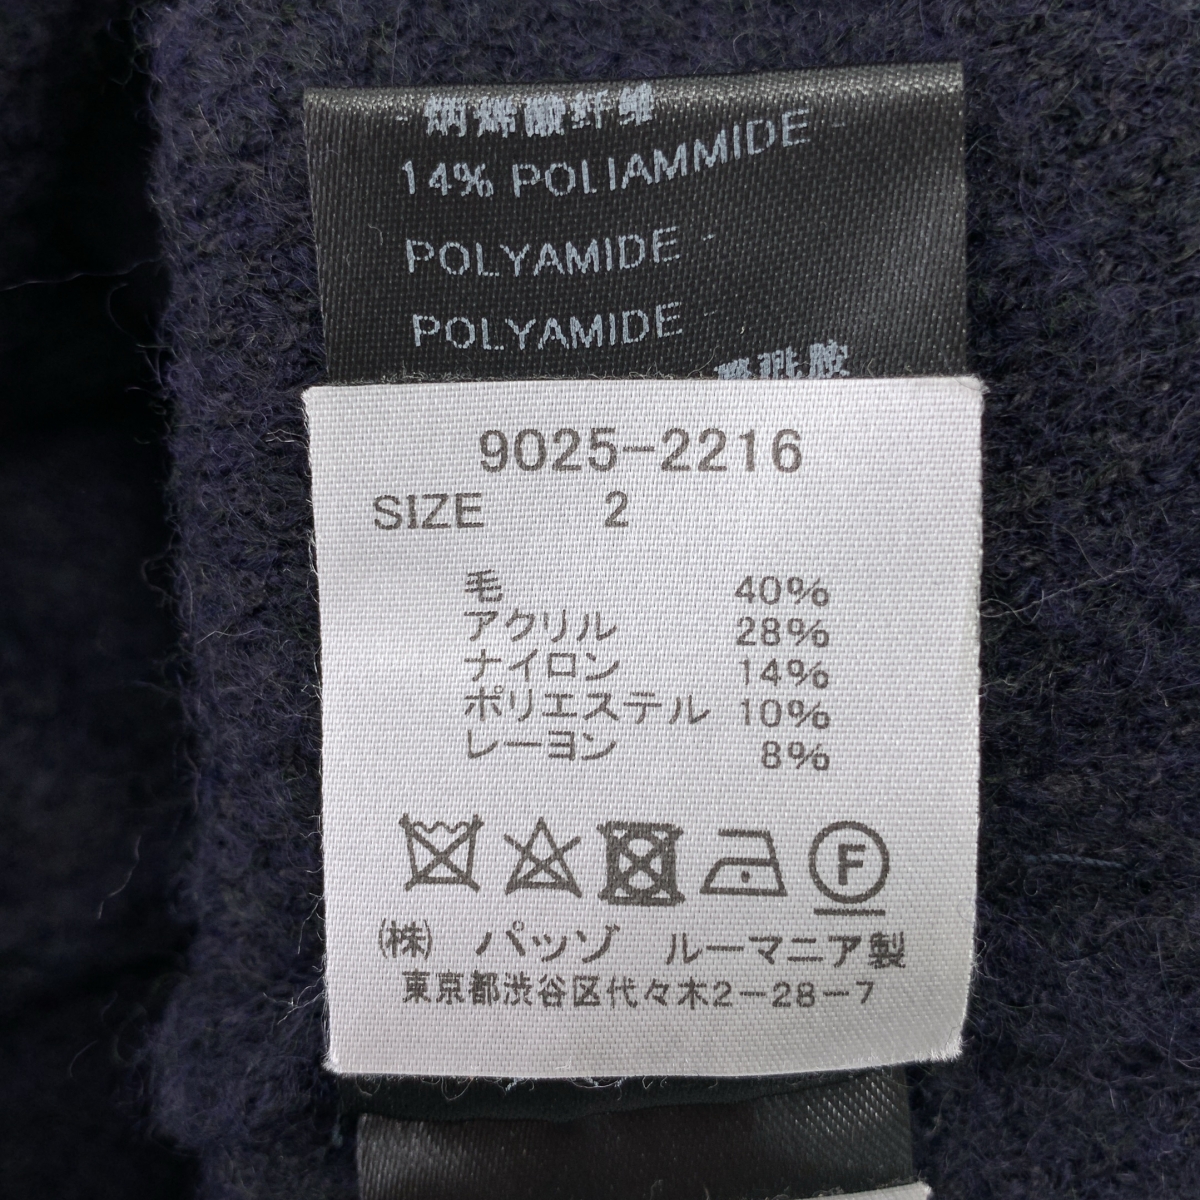 14% POLIAMMIDE
POLYAMIDE
POLYAMIDE
9025-2216
SIZE 2
毛 40%
アクリル 28%
ナイロン 14%
ポリエステル 10%
レーヨン 8%
F
㈱ パッゾ ルーマニア製
東京都渋谷区代々木2-28-7